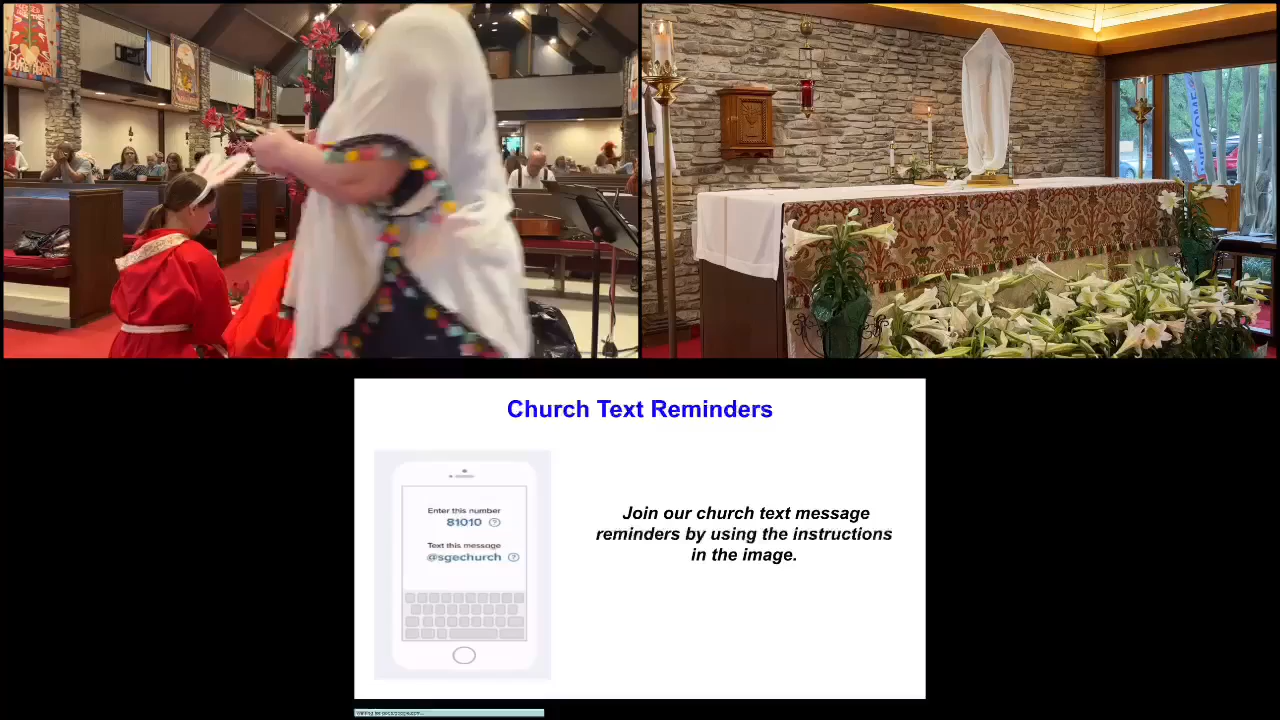 WELCOME
Church Text Reminders
Enter this number
81010
Text this message
@sgechurch
Join our church text message
reminders by using the instructions
in the image.